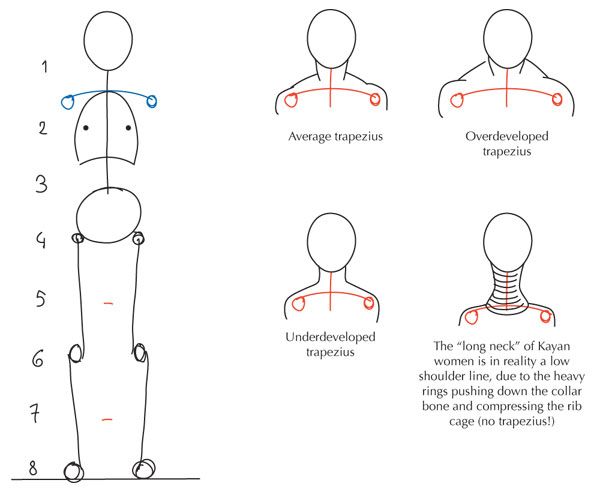 1
2
3
4
5
6
7
8
Average trapezius
Overdeveloped
trapezius
Underdeveloped
trapezius
The “long neck” of Kayan
women is in reality a low
shoulder line, due to the heavy
rings pushing down the collar
bone and compressing the rib
cage (no trapezius!)